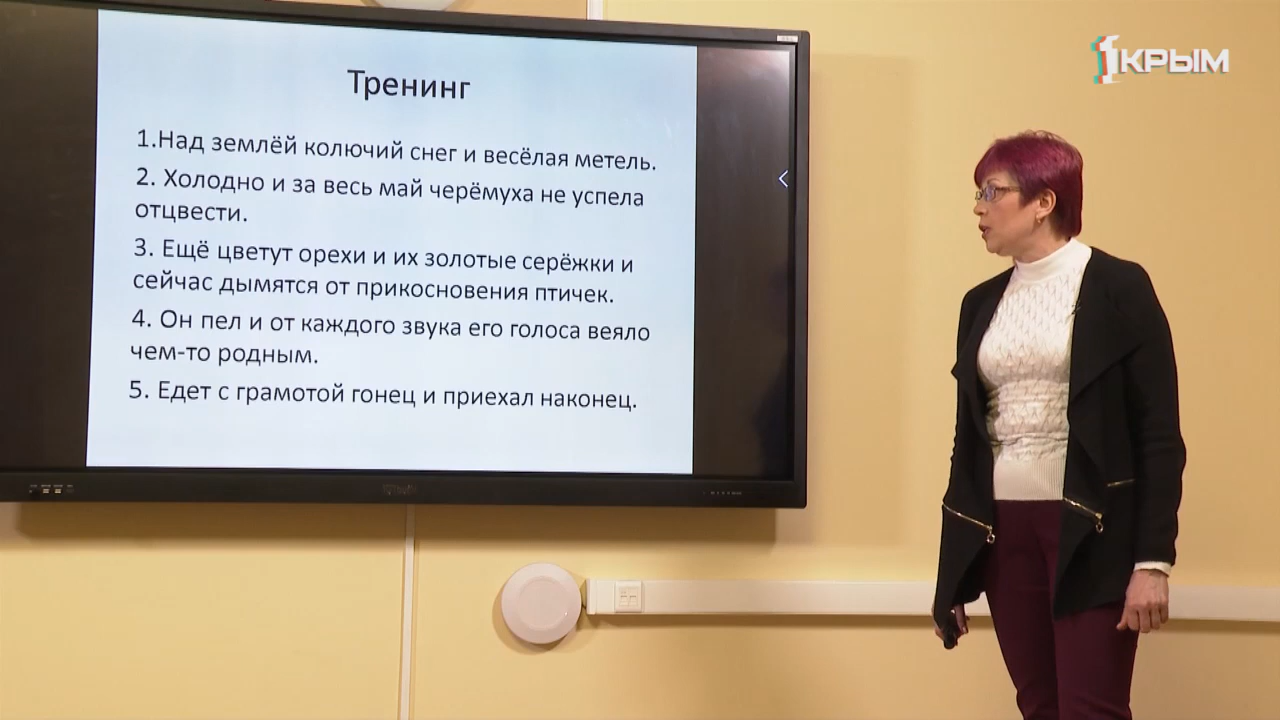 1КРЫМ
Тренинг
1.Над землёй колючий снег и весёлая метель.
2. Холодно и за весь май черёмуха не успела
отцвести.
3. Ещё цветут орехи и их золотые серёжки и
сейчас дымятся от прикосновения птичек.
4. Он пел и от каждого звука его голоса веяло
чем-то родным.
5. Едет с грамотой гонец и приехал наконец.